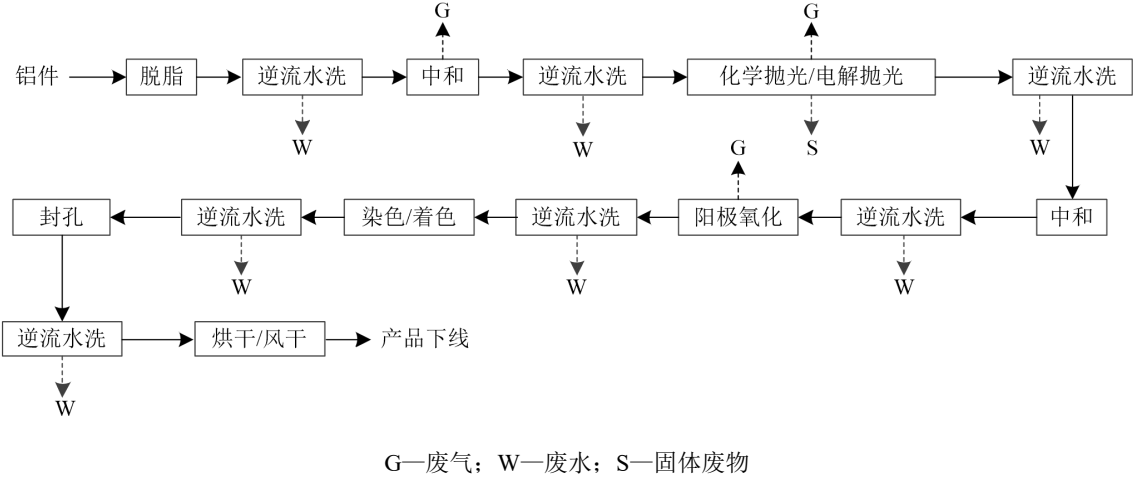 G
G
铝件
脱脂
逆流水洗
中和
逆流水洗
化学抛光/电解抛光
逆流水洗
W
W
S
W
G
封孔
逆流水洗
染色/着色
逆流水洗
阳极氧化
逆流水洗
中和
W
W
W
逆流水洗
烘干/风干
产品下线
W
G—废气；W—废水；S—固体废物